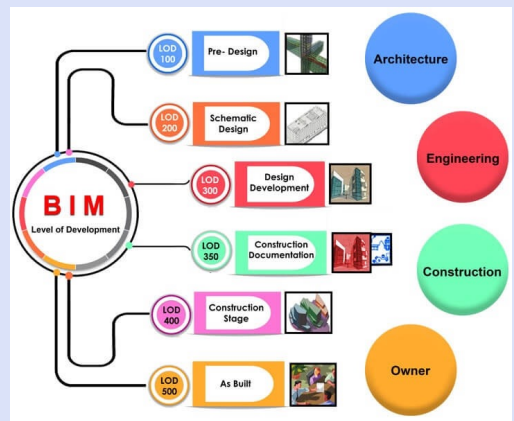 LOD
100
Pre- Design
LOD
200
Schematic
Design
LOD
300
Design
Development
BIM
Level of Development
LOD
350
Construction
Documentation
LOD
400
Construction
Stage
LOD
500
As Built
Architecture
Engineering
Construction
Owner